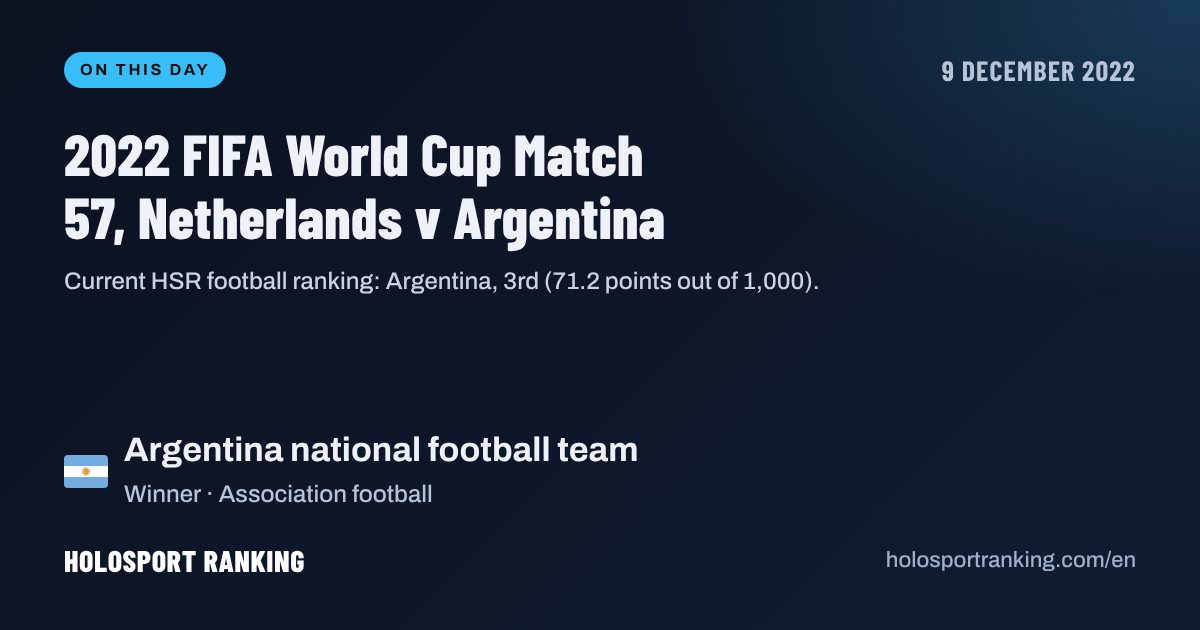 ON THIS DAY
9 DECEMBER 2022
2022 FIFA World Cup Match
57, Netherlands v Argentina
Current HSR football ranking: Argentina, 3rd (71.2 points out of 1,000).
Argentina national football team
Winner · Association football
HOLOSPORT RANKING
holosportranking.com/en